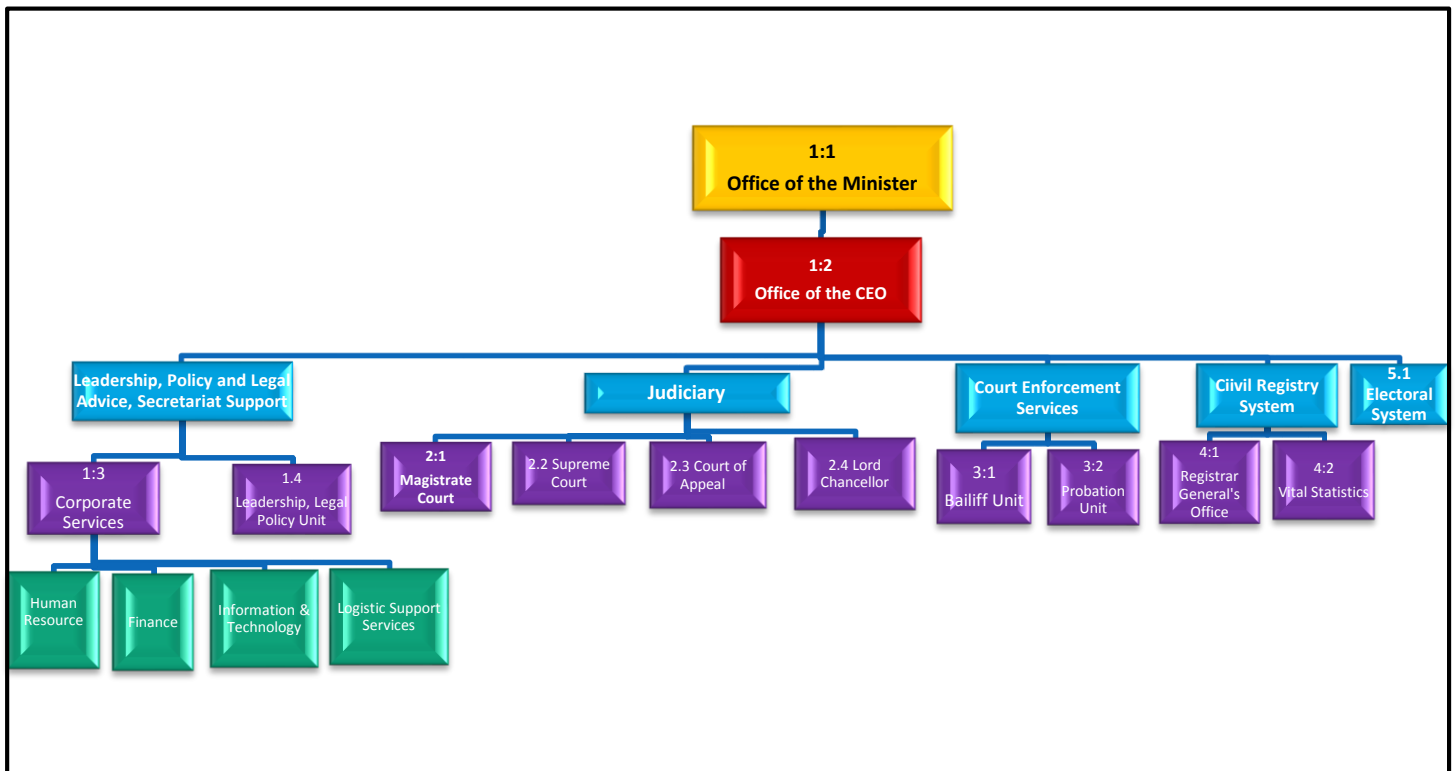 1:1
Office of the Minister
1:2
Office of the CEO
Leadership, Policy and Legal
Advice, Secretariat Support
Judiciary
Court Enforcement
Services
Ciivil Registry
System
5.1
Electoral
System
1:3
Corporate
Services
1.4
Leadership, Legal
Policy Unit
2:1
Magistrate
Court
2.2 Supreme
Court
2.3 Court of
Appeal
2.4 Lord
Chancellor
3:1
Bailiff Unit
3:2
Probation
Unit
4:1
Registrar
General's
Office
4:2
Vital Statistics
Human
Resource
Finance
Information &
Technology
Logistic Support
Services